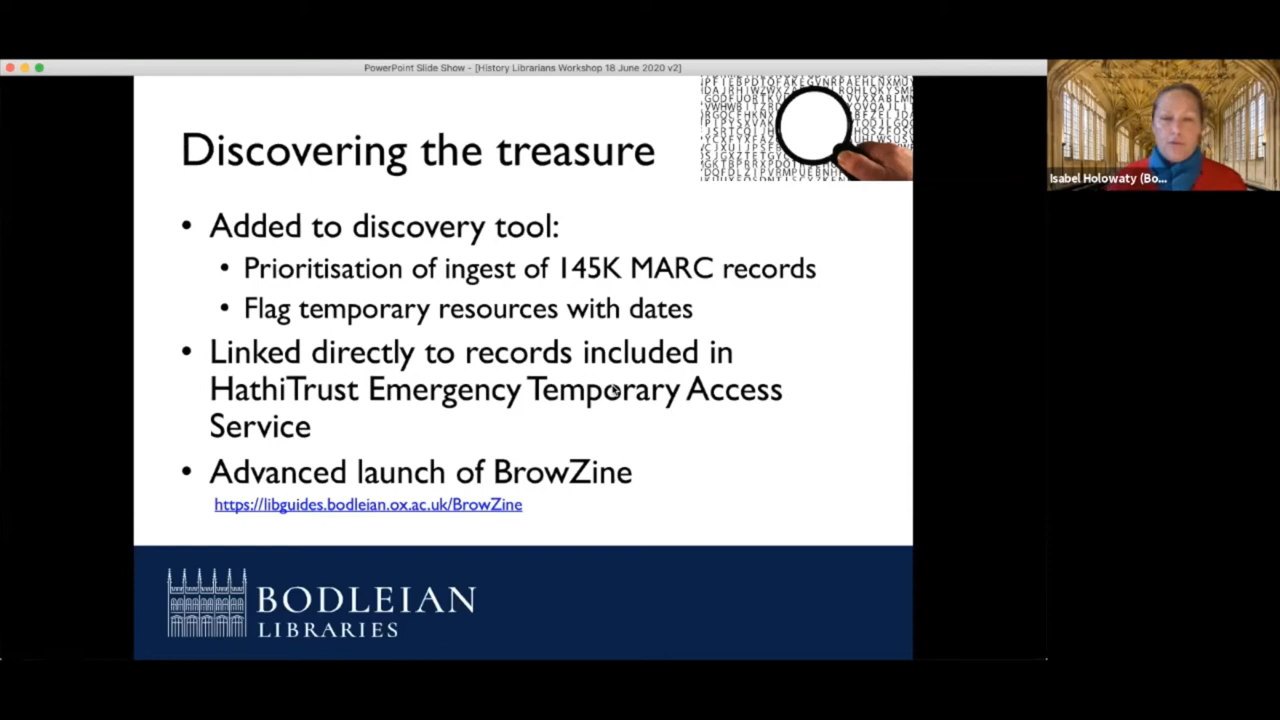 PowerPoint Slide Show - [History Librarians Workshop 18 June 2020 v2]
Discovering the treasure
• Added to discovery tool:
• Prioritisation of ingest of 145K MARC records
• Flag temporary resources with dates
• Linked directly to records included in
HathiTrust Emergency Temporary Access
Service
• Advanced launch of BrowZine
https://libguides.bodleian.ox.ac.uk/BrowZine
BODLEIAN
LIBRARIES
Isabel Holowaty (Bo...